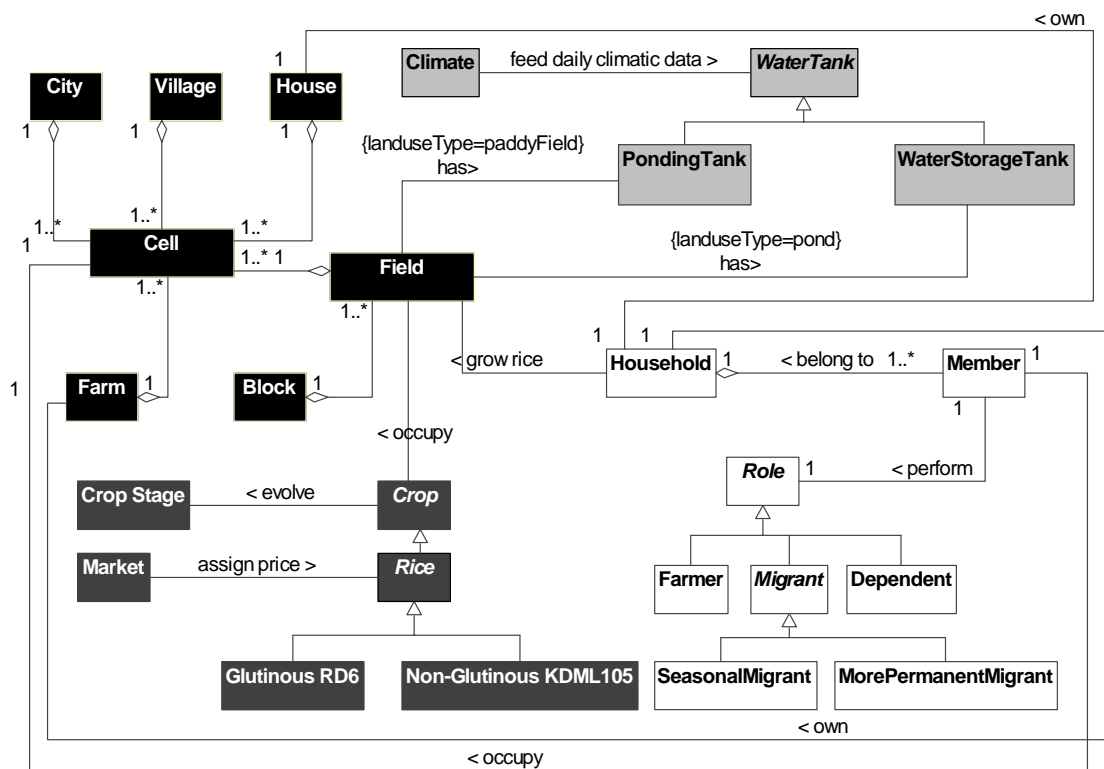 < own
1
City
Village
House
Climate
feed daily climatic data >
WaterTank
1
1
1
{landuseType=paddyField}
has>
PondingTank
WaterStorageTank
1..*
1..*
1..*
1
Cell
{landuseType=pond}
has>
1..*
1
Field
1..*
1..*
1
1
1
< grow rice
Household
1
< belong to
1..*
Member
1
Farm
1
Block
1
1
< occupy
Role
1
< perform
Crop Stage
< evolve
Crop
Market
assign price >
Rice
Farmer
Migrant
Dependent
Glutinous RD6
Non-Glutinous KDML105
SeasonalMigrant
MorePermanentMigrant
< own
< occupy